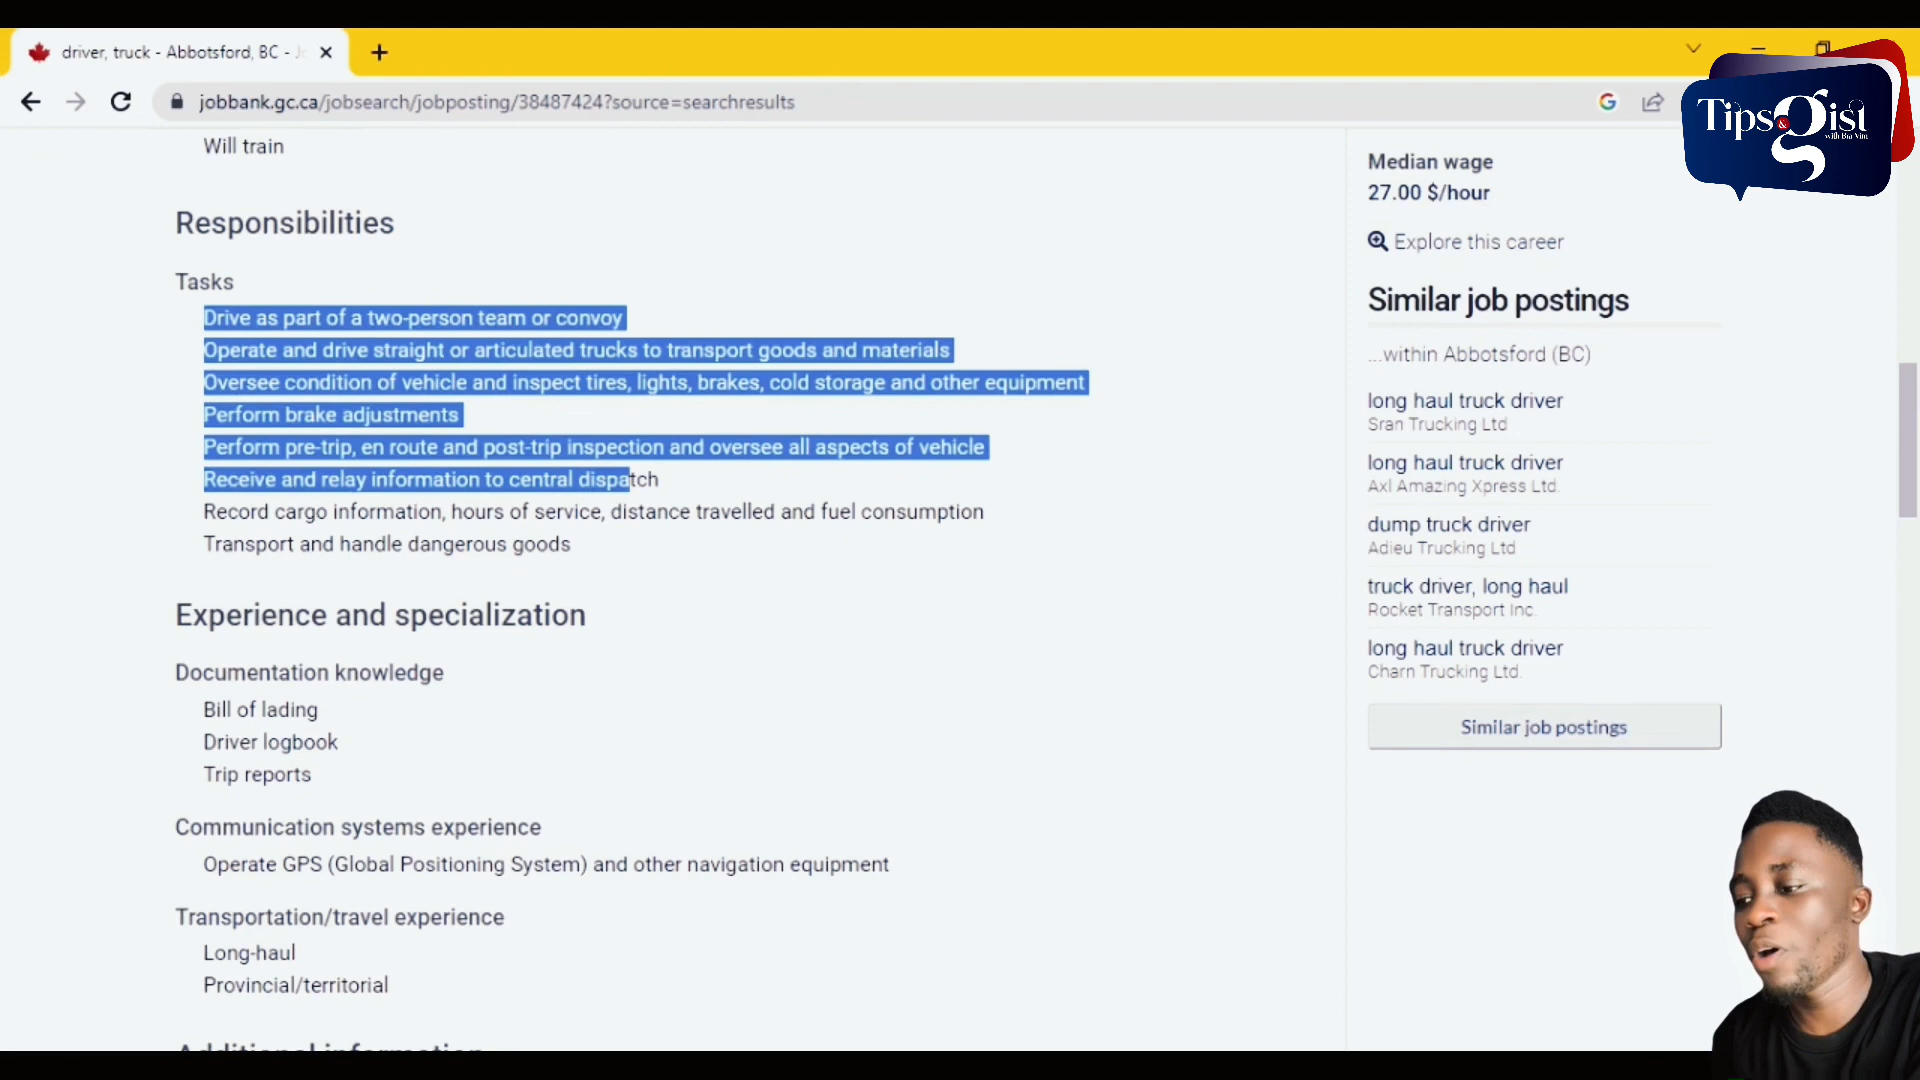 driver, truck - Abbotsford, BC - J
jobbank.gc.ca/jobsearch/jobposting/38487424?source=searchresults
Tips & Gist
with Big Vim
Will train
Responsibilities
Tasks
Drive as part of a two-person team or convoy
Operate and drive straight or articulated trucks to transport goods and materials
Oversee condition of vehicle and inspect tires, lights, brakes, cold storage and other equipment
Perform brake adjustments
Perform pre-trip, en route and post-trip inspection and oversee all aspects of vehicle
Receive and relay information to central dispatch
Record cargo information, hours of service, distance travelled and fuel consumption
Transport and handle dangerous goods
Experience and specialization
Documentation knowledge
Bill of lading
Driver logbook
Trip reports
Communication systems experience
Operate GPS (Global Positioning System) and other navigation equipment
Transportation/travel experience
Long-haul
Provincial/territorial
Additional information
Median wage
27.00 $/hour
Explore this career
Similar job postings
...within Abbotsford (BC)
long haul truck driver
Sran Trucking Ltd
long haul truck driver
Axl Amazing Xpress Ltd.
dump truck driver
Adieu Trucking Ltd
truck driver, long haul
Rocket Transport Inc.
long haul truck driver
Charn Trucking Ltd.
Similar job postings